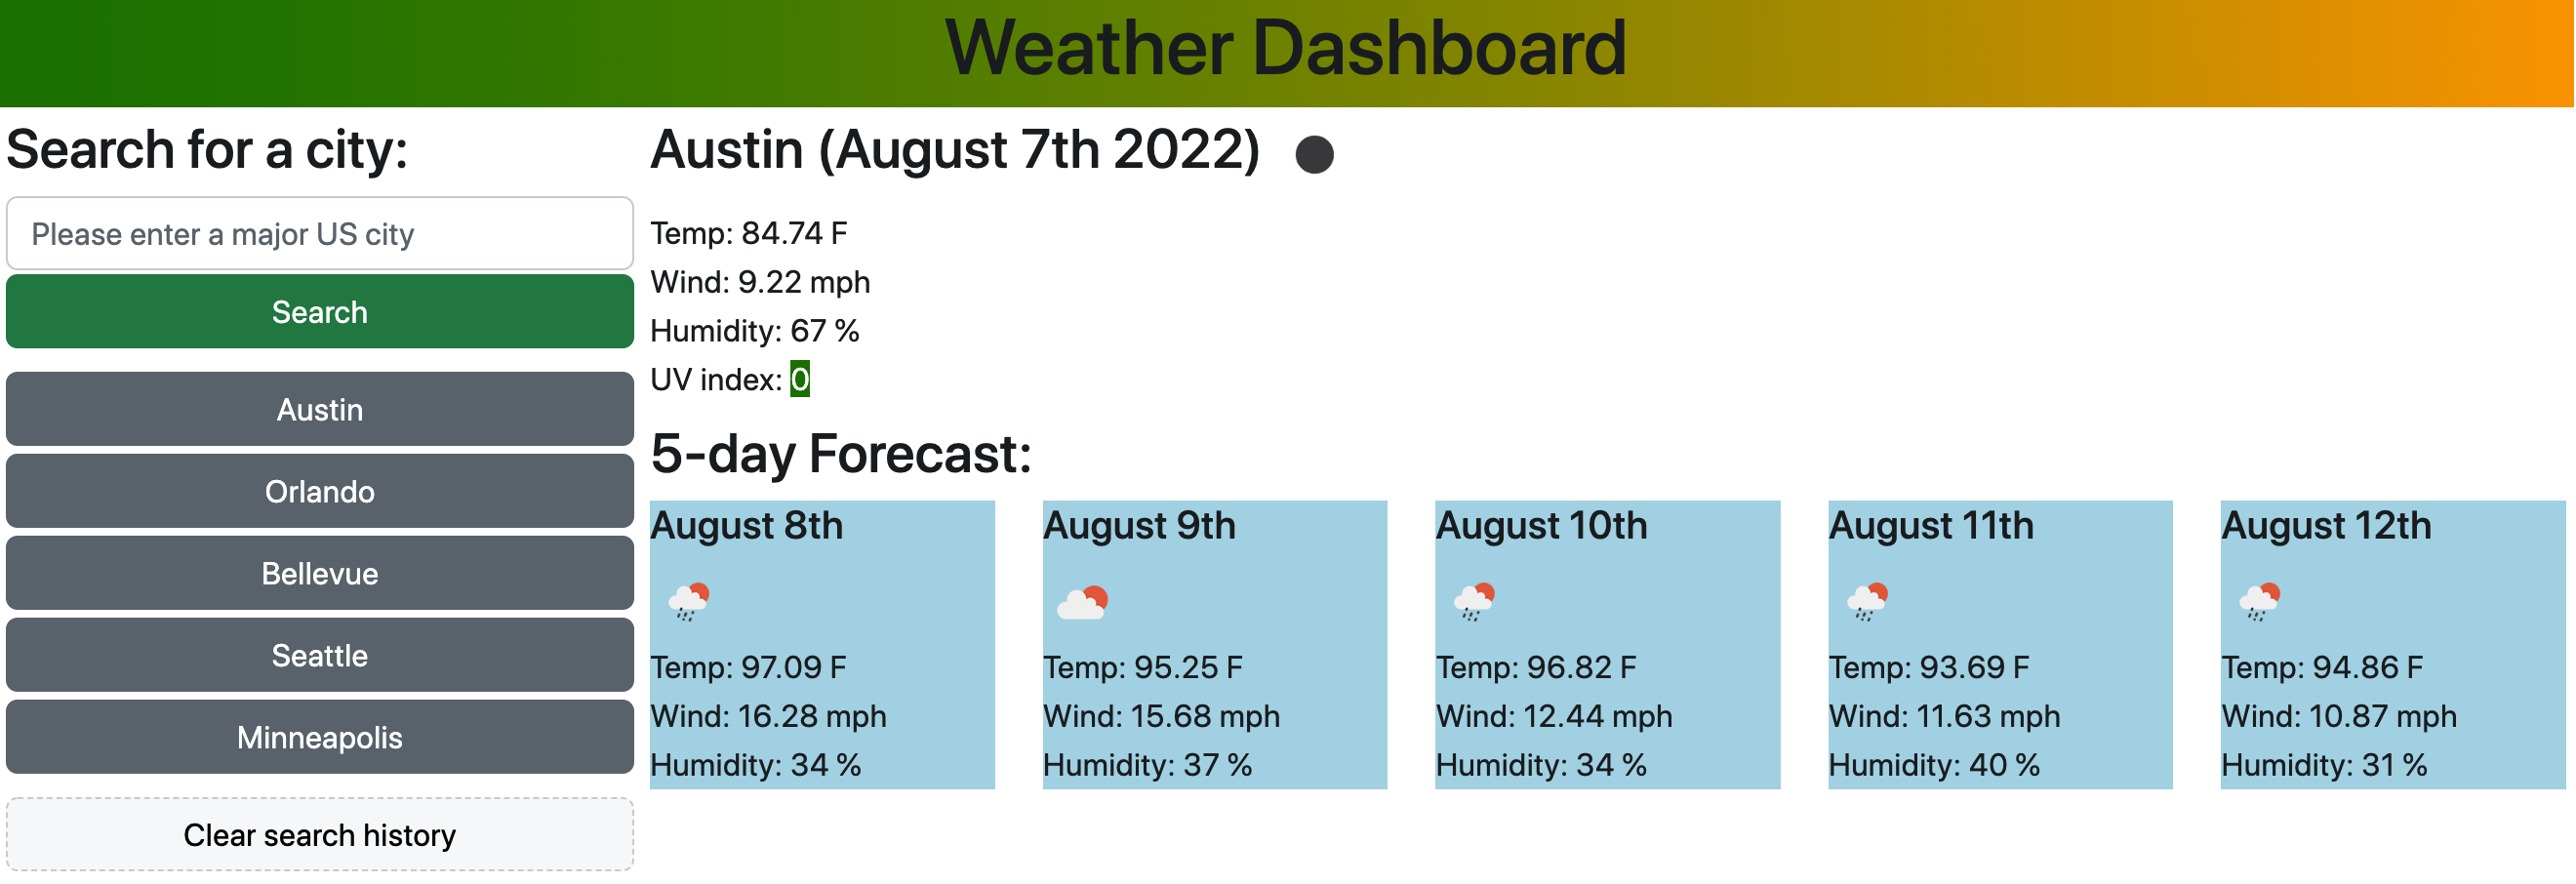 Weather Dashboard
Search for a city:
Please enter a major US city
Search
Austin
Orlando
Bellevue
Seattle
Minneapolis
Clear search history
Austin (August 7th 2022)
Temp: 84.74 F
Wind: 9.22 mph
Humidity: 67 %
UV index: 0
5-day Forecast:
August 8th
Temp: 97.09 F
Wind: 16.28 mph
Humidity: 34 %
August 9th
Temp: 95.25 F
Wind: 15.68 mph
Humidity: 37 %
August 10th
Temp: 96.82 F
Wind: 12.44 mph
Humidity: 34 %
August 11th
Temp: 93.69 F
Wind: 11.63 mph
Humidity: 40 %
August 12th
Temp: 94.86 F
Wind: 10.87 mph
Humidity: 31 %